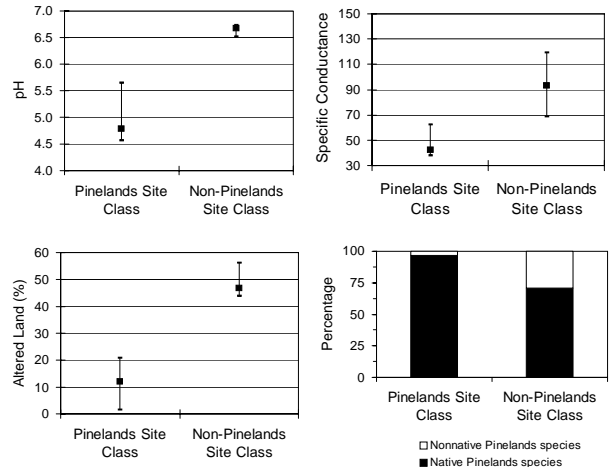 pH
7.0
6.5
6.0
5.5
5.0
4.5
4.0
Pinelands Site
Class
Non-Pinelands
Site Class
Specific Conductance
150
130
110
90
70
50
30
Pinelands Site
Class
Non-Pinelands
Site Class
Altered Land (%)
60
50
40
30
20
10
0
Pinelands Site
Class
Non-Pinelands
Site Class
Percentage
100
75
50
25
0
Pinelands Site
Class
Non-Pinelands
Site Class
Nonnative Pinelands species
Native Pinelands species